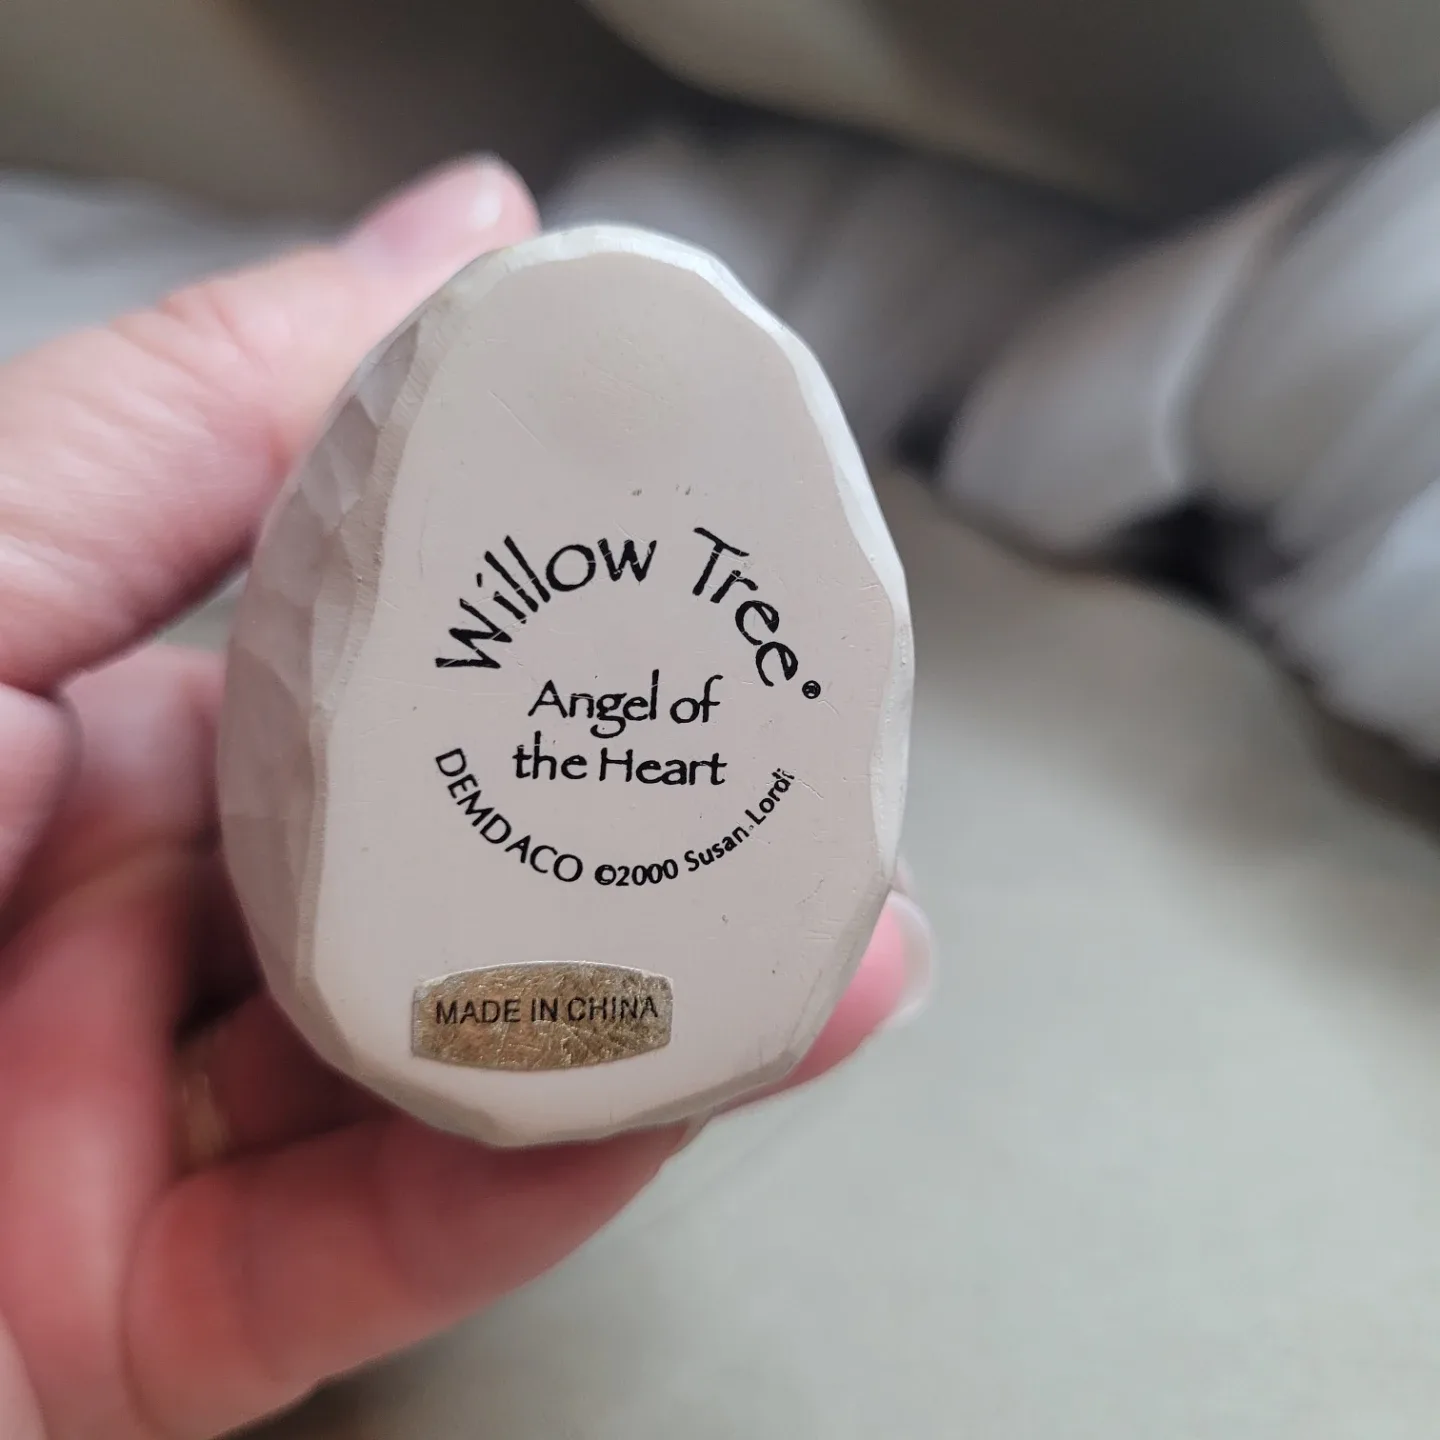 Willow Tree®
Angel of
the Heart
DEMDACO ©2000 Susan Lordi
MADE IN CHINA